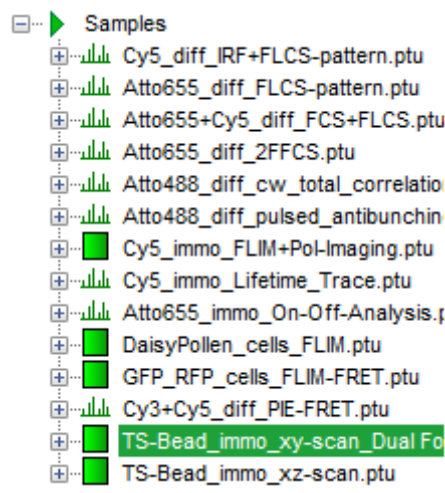 Samples
Cy5_diff_IRF+FLCS-pattern.ptu
Atto655_diff_FLCS-pattern.ptu
Atto655+Cy5_diff_FCS+FLCS.ptu
Atto655_diff_2FFCS.ptu
Atto488_diff_cw_total_correlatio
Atto488_diff_pulsed_antibunchin
Cy5_immo_FLIM+Pol-Imaging.ptu
Cy5_immo_Lifetime_Trace.ptu
Atto655_immo_On-Off-Analysis.p
DaisyPollen_cells_FLIM.ptu
GFP_RFP_cells_FLIM-FRET.ptu
Cy3+Cy5_diff_PIE-FRET.ptu
TS-Bead_immo_xy-scan_Dual Fo
TS-Bead_immo_xz-scan.ptu